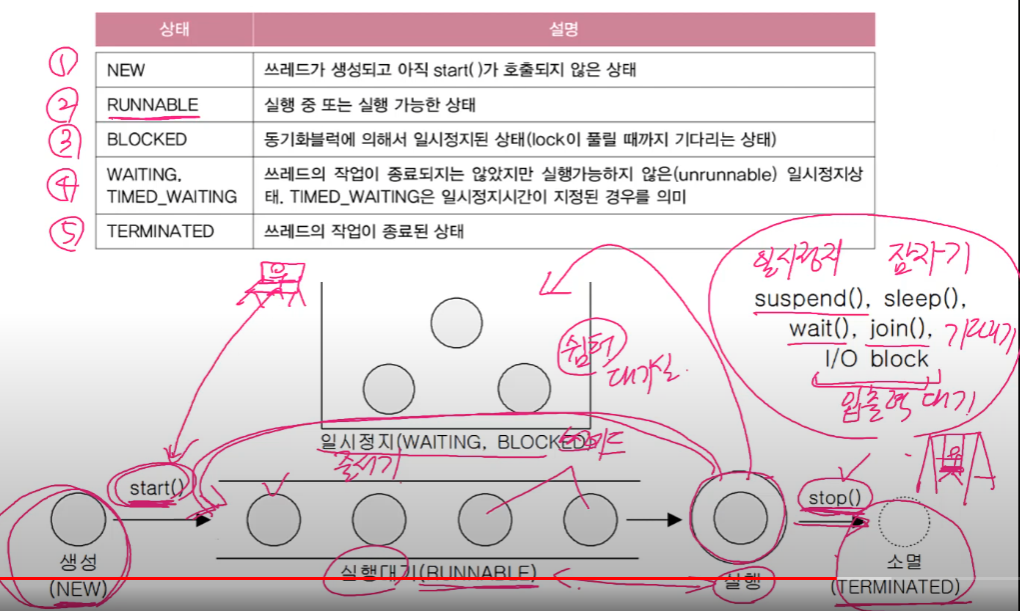 상태 설명
① NEW 쓰레드가 생성되고 아직 start( )가 호출되지 않은 상태
② RUNNABLE 실행 중 또는 실행 가능한 상태
③ BLOCKED 동기화블럭에 의해서 일시정지된 상태(lock이 풀릴 때까지 기다리는 상태)
④ WAITING, 쓰레드의 작업이 종료되지는 않았지만 실행가능하지 않은(unrunnable) 일시정지상
TIMED_WAITING 태. TIMED_WAITING은 일시정지시간이 지정된 경우를 의미
⑤ TERMINATED 쓰레드의 작업이 종료된 상태
일시정지 잠자기
suspend(), sleep(),
wait(), join(), 기다리기
I/O block
입출력 대기
쉼터
대기실
일시정지(WAITING, BLOCKED)
줄서기
start()
stop()
생성
(NEW)
실행대기(RUNNABLE)
실행
소멸
(TERMINATED)